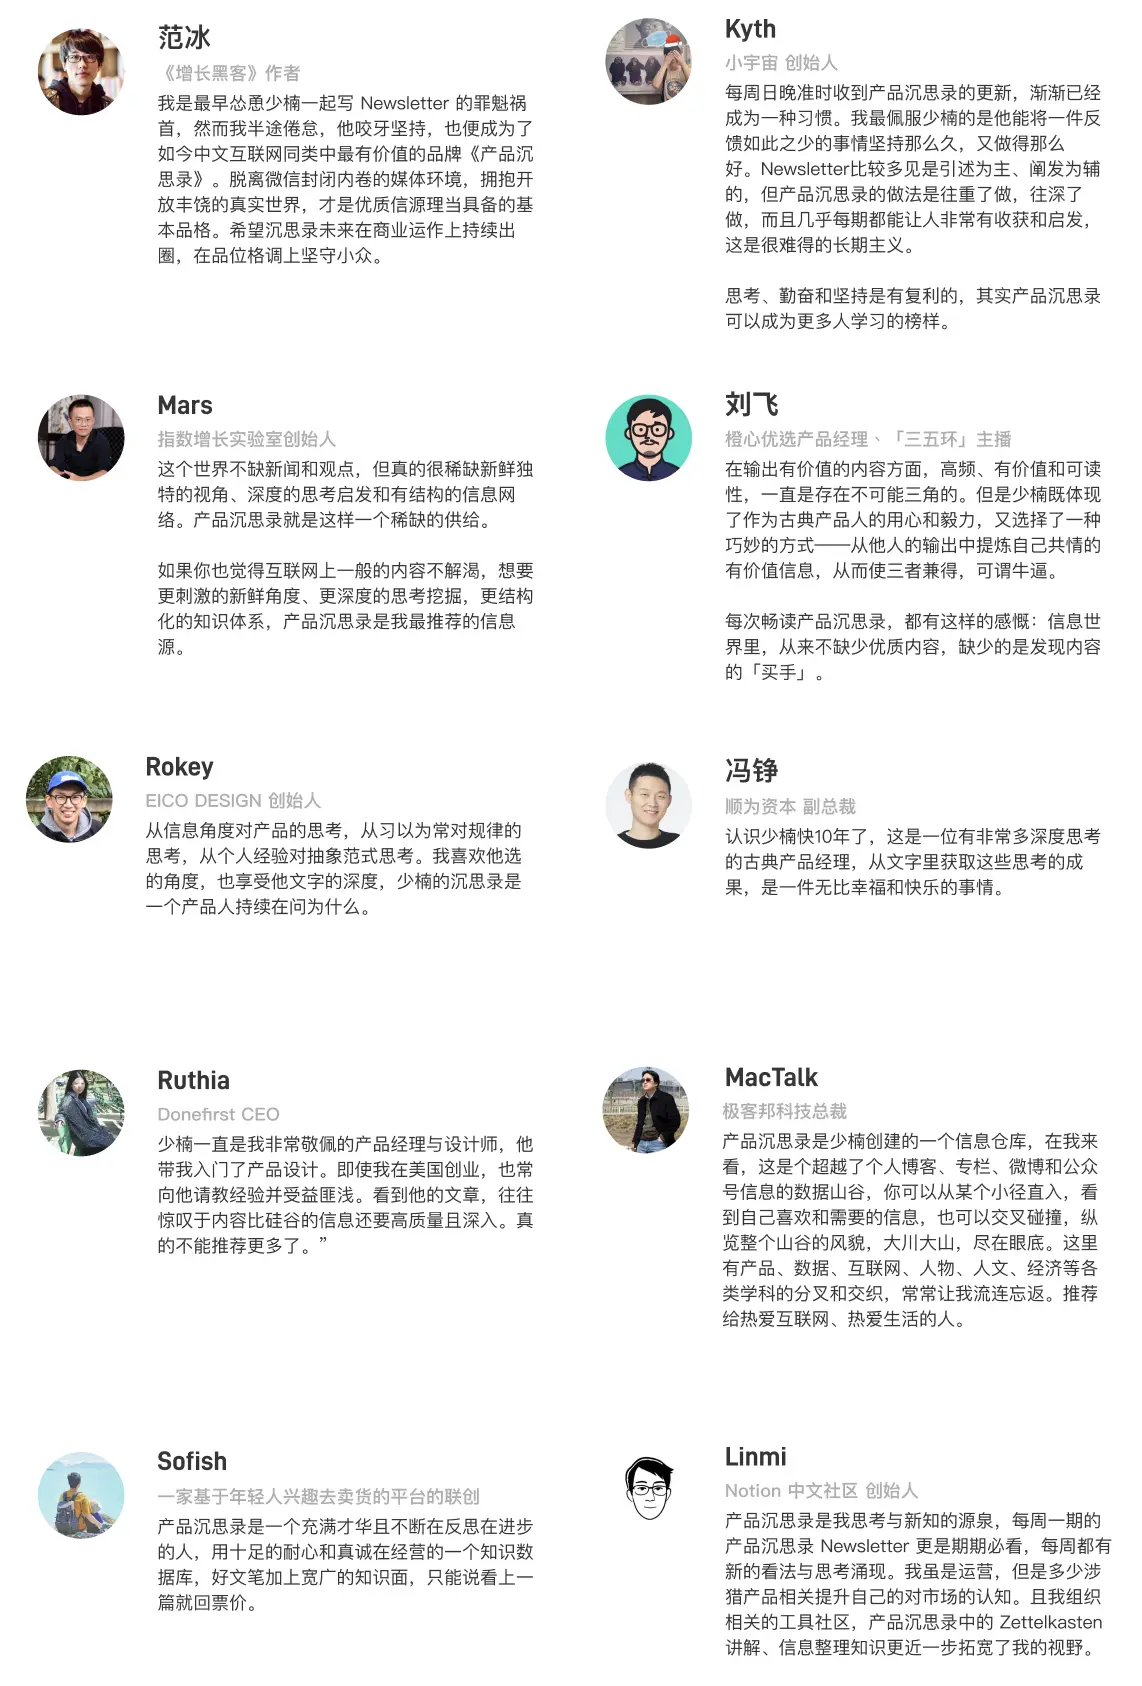 范冰
《增长黑客》作者
我是最早怂恿少楠一起写 Newsletter 的罪魁祸
首，然而我半途倦怠，他咬牙坚持，也便成为了
如今中文互联网同类中最有价值的品牌《产品沉
思录》。脱离微信封闭内卷的媒体环境，拥抱开
放丰饶的真实世界，才是优质信源理当具备的基
本品格。希望沉思录未来在商业运作上持续出
圈，在品位格调上坚守小众。
Kyth
小宇宙 创始人
每周日晚准时收到产品沉思录的更新，渐渐已经
成为一种习惯。我最佩服少楠的是他能将一件反
馈如此之少的事情坚持那么久，又做得那么
好。Newsletter比较多见是引述为主、阐发为辅
的，但产品沉思录的做法是往重了做，往深了
做，而且几乎每期都能让人非常有收获和启发，
这是很难得的长期主义。
思考、勤奋和坚持是有复利的，其实产品沉思录
可以成为更多人学习的榜样。
Mars
指数增长实验室创始人
这个世界不缺新闻和观点，但真的很稀缺新鲜独
特的视角、深度的思考启发和有结构的信息网
络。产品沉思录就是这样一个稀缺的供给。
如果你也觉得互联网上一般的内容不解渴，想要
更刺激的新鲜角度、更深度的思考挖掘，更结构
化的知识体系，产品沉思录是我最推荐的信息
源。
刘飞
橙心优选产品经理、「三五环」主播
在输出有价值的内容方面，高频、有价值和可读
性，一直是存在不可能三角的。但是少楠既体现
了作为古典产品人的用心和毅力，又选择了一种
巧妙的方式——从他人的输出中提炼自己共情的
有价值信息，从而使三者兼得，可谓牛逼。
每次畅读产品沉思录，都有这样的感慨：信息世
界里，从来不缺少优质内容，缺少的是发现内容
的「买手」。
Rokey
EICO DESIGN 创始人
从信息角度对产品的思考，从习以为常对规律的
思考，从个人经验对抽象范式思考。我喜欢他选
的角度，也享受他文字的深度，少楠的沉思录是
一个产品人持续在问为什么。
冯铮
顺为资本 副总裁
认识少楠快10年了，这是一位有非常多深度思考
的古典产品经理，从文字里获取这些思考的成
果，是一件无比幸福和快乐的事情。
Ruthia
Donefirst CEO
少楠一直是我非常敬佩的产品经理与设计师，他
带我入门了产品设计。即使我在美国创业，也常
向他请教经验并受益匪浅。看到他的文章，往往
惊叹于内容比硅谷的信息还要高质量且深入。真
的不能推荐更多了。”
MacTalk
极客邦科技总裁
产品沉思录是少楠创建的一个信息仓库，在我来
看，这是个超越了个人博客、专栏、微博和公众
号信息的数据山谷，你可以从某个小径直入，看
到自己喜欢和需要的信息，也可以交叉碰撞，纵
览整个山谷的风貌，大川大山，尽在眼底。这里
有产品、数据、互联网、人物、人文、经济等各
类学科的分叉和交织，常常让我流连忘返。推荐
给热爱互联网、热爱生活的人。
Sofish
一家基于年轻人兴趣去卖货的平台的联创
产品沉思录是一个充满才华且不断在反思在进步
的人，用十足的耐心和真诚在经营的一个知识数
据库，好文笔加上宽广的知识面，只能说看上一
篇就回票价。
Linmi
Notion 中文社区 创始人
产品沉思录是我思考与新知的源泉，每周一期的
产品沉思录 Newsletter 更是期期必看，每周都有
新的看法与思考涌现。我虽是运营，但是多少涉
猎产品相关提升自己的对市场的认知。且我组织
相关的工具社区，产品沉思录中的 Zettelkasten
讲解、信息整理知识更近一步拓宽了我的视野。